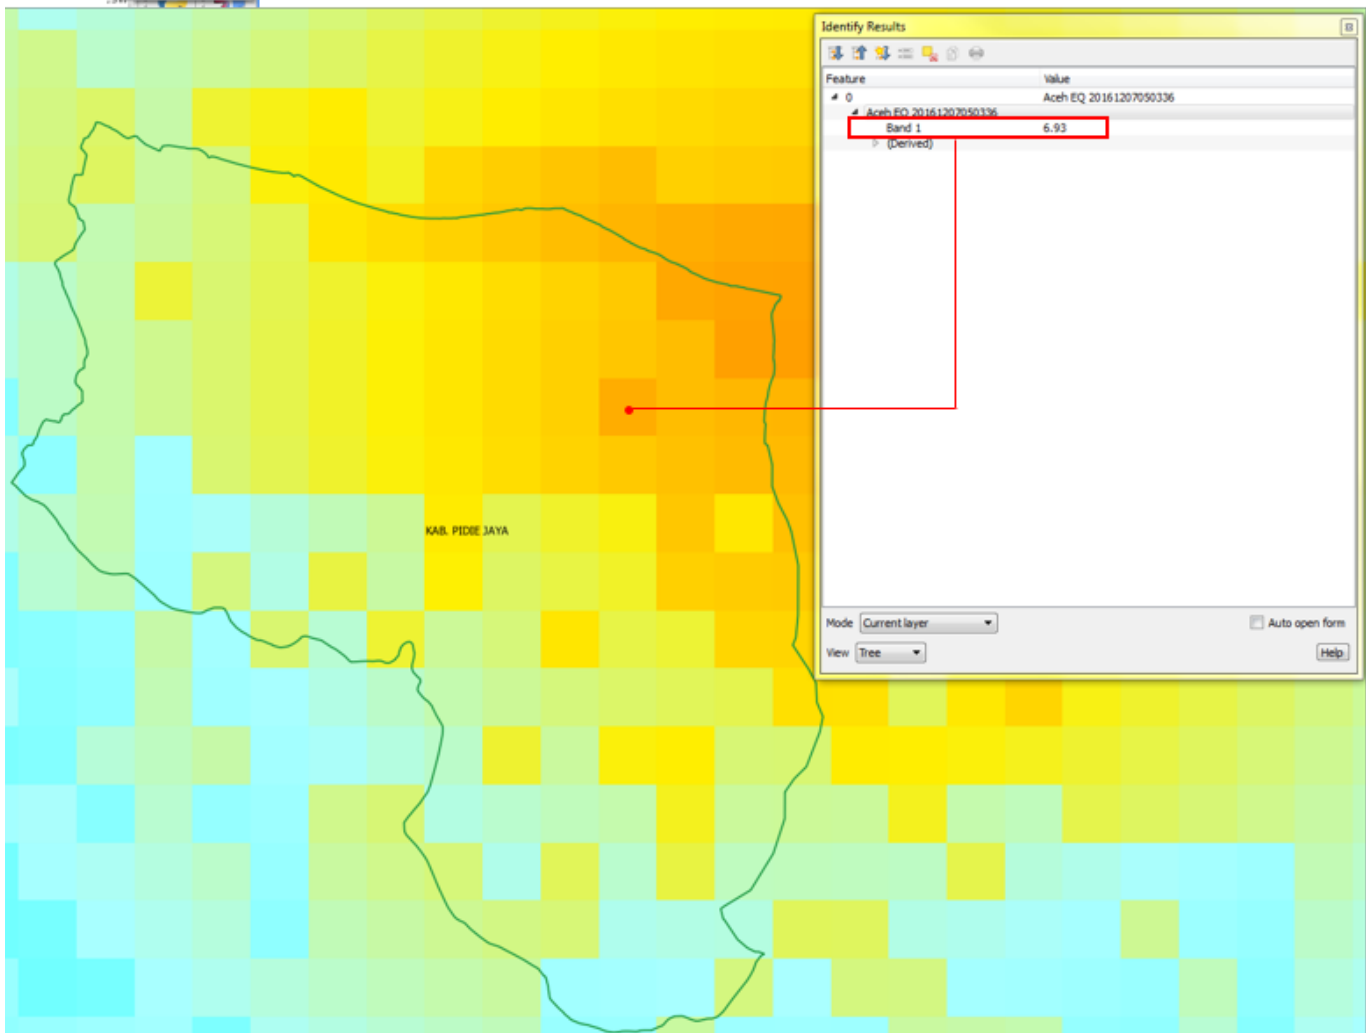 Identify Results
Feature Value
0 Aceh EQ 20161207050336
Aceh EQ 20161207050336
Band 1 6.93
(Derived)
KAB. PIDIE JAYA
Mode Current layer Auto open form
View Tree Help